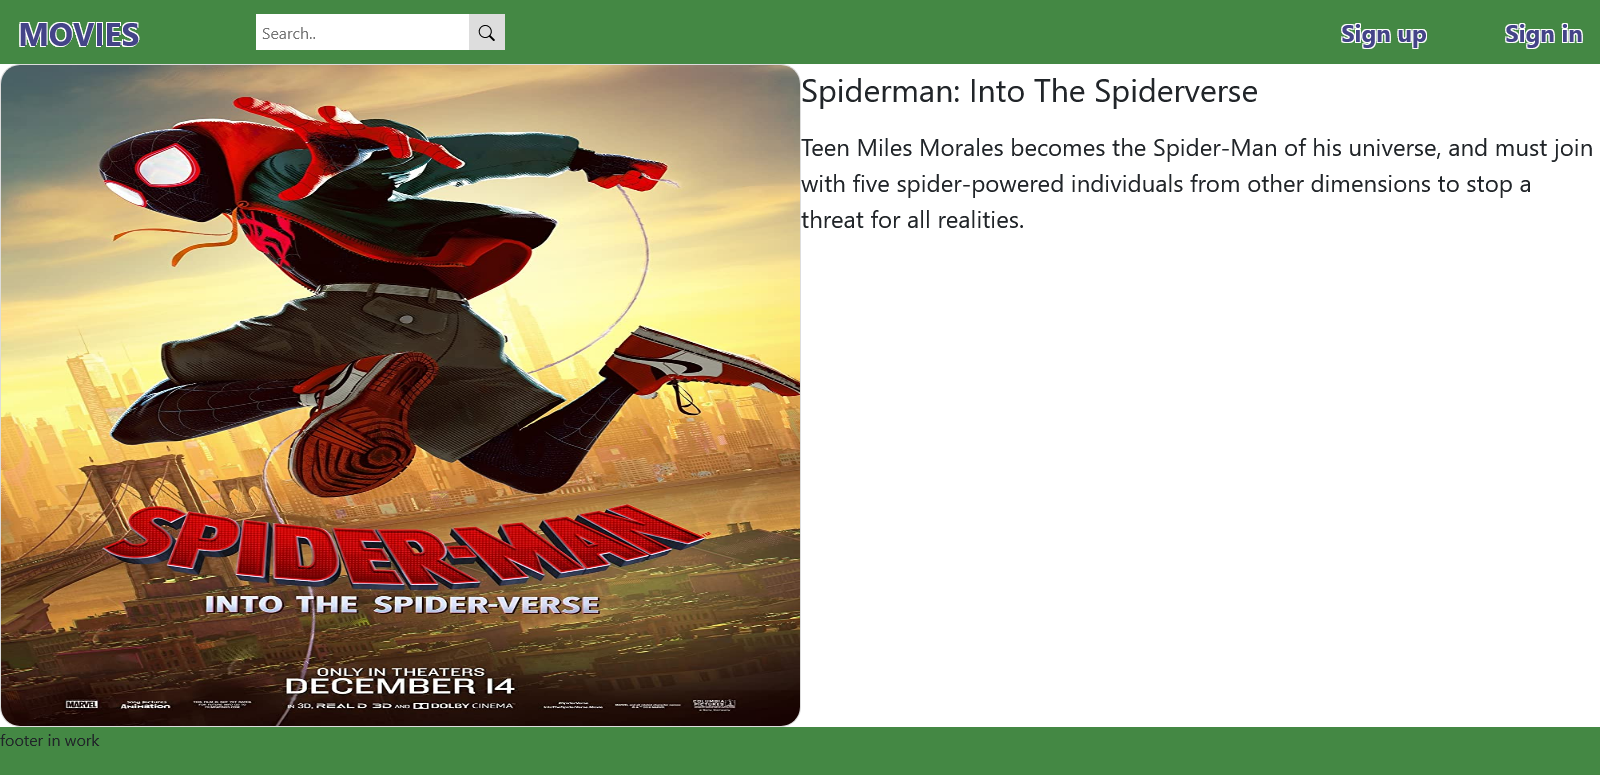 MOVIES
Search..
Sign up
Sign in
Spiderman: Into The Spiderverse
Teen Miles Morales becomes the Spider-Man of his universe, and must join
with five spider-powered individuals from other dimensions to stop a
threat for all realities.
SPIDER-MAN
INTO THE SPIDER-VERSE
ONLY IN THEATERS
DECEMBER 14
MARVEL
Animation
IN 3D, REAL D 3D AND DOLBY CINEMA
footer in work